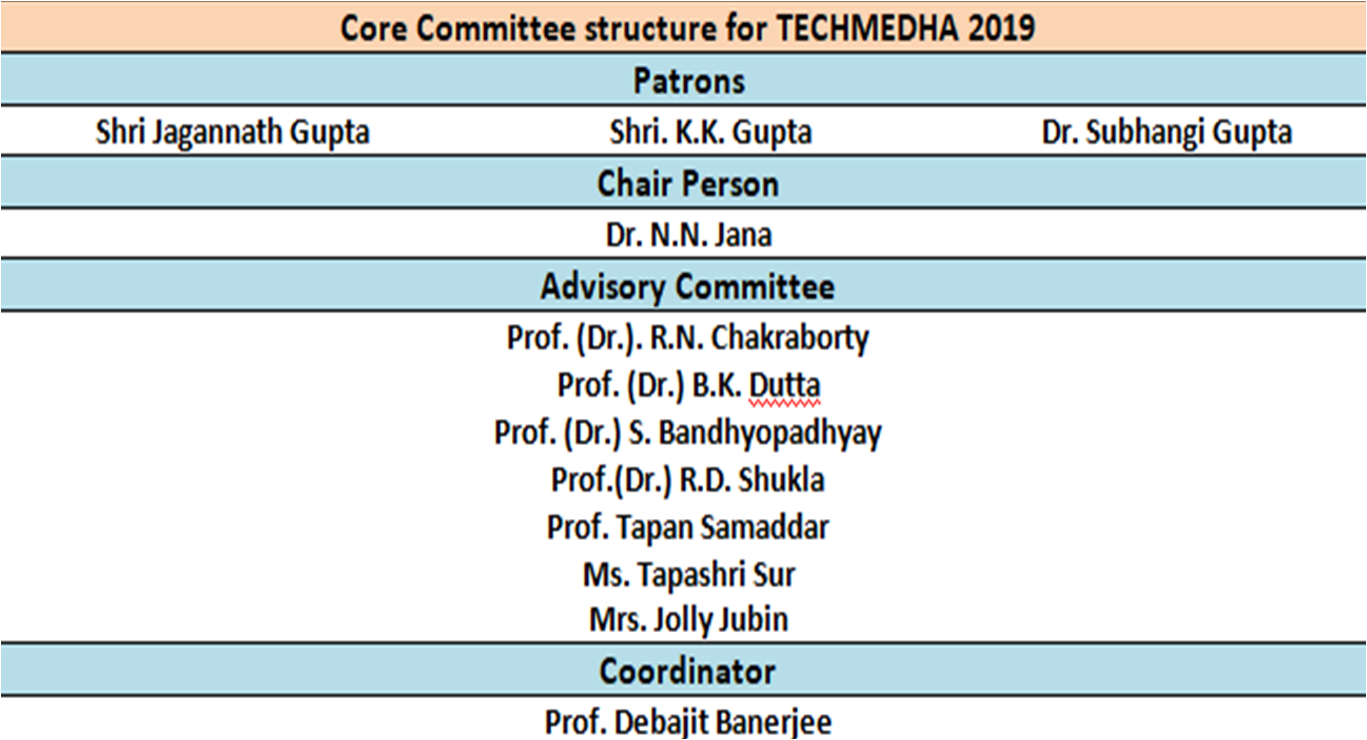 Core Committee structure for TECHMEDHA 2019
Patrons
Shri Jagannath Gupta Shri. K.K. Gupta Dr. Subhangi Gupta
Chair Person
Dr. N.N. Jana
Advisory Committee
Prof. (Dr.). R.N. Chakraborty
Prof. (Dr.) B.K. Dutta
Prof. (Dr.) S. Bandhyopadhyay
Prof.(Dr.) R.D. Shukla
Prof. Tapan Samaddar
Ms. Tapashri Sur
Mrs. Jolly Jubin
Coordinator
Prof. Debajit Banerjee